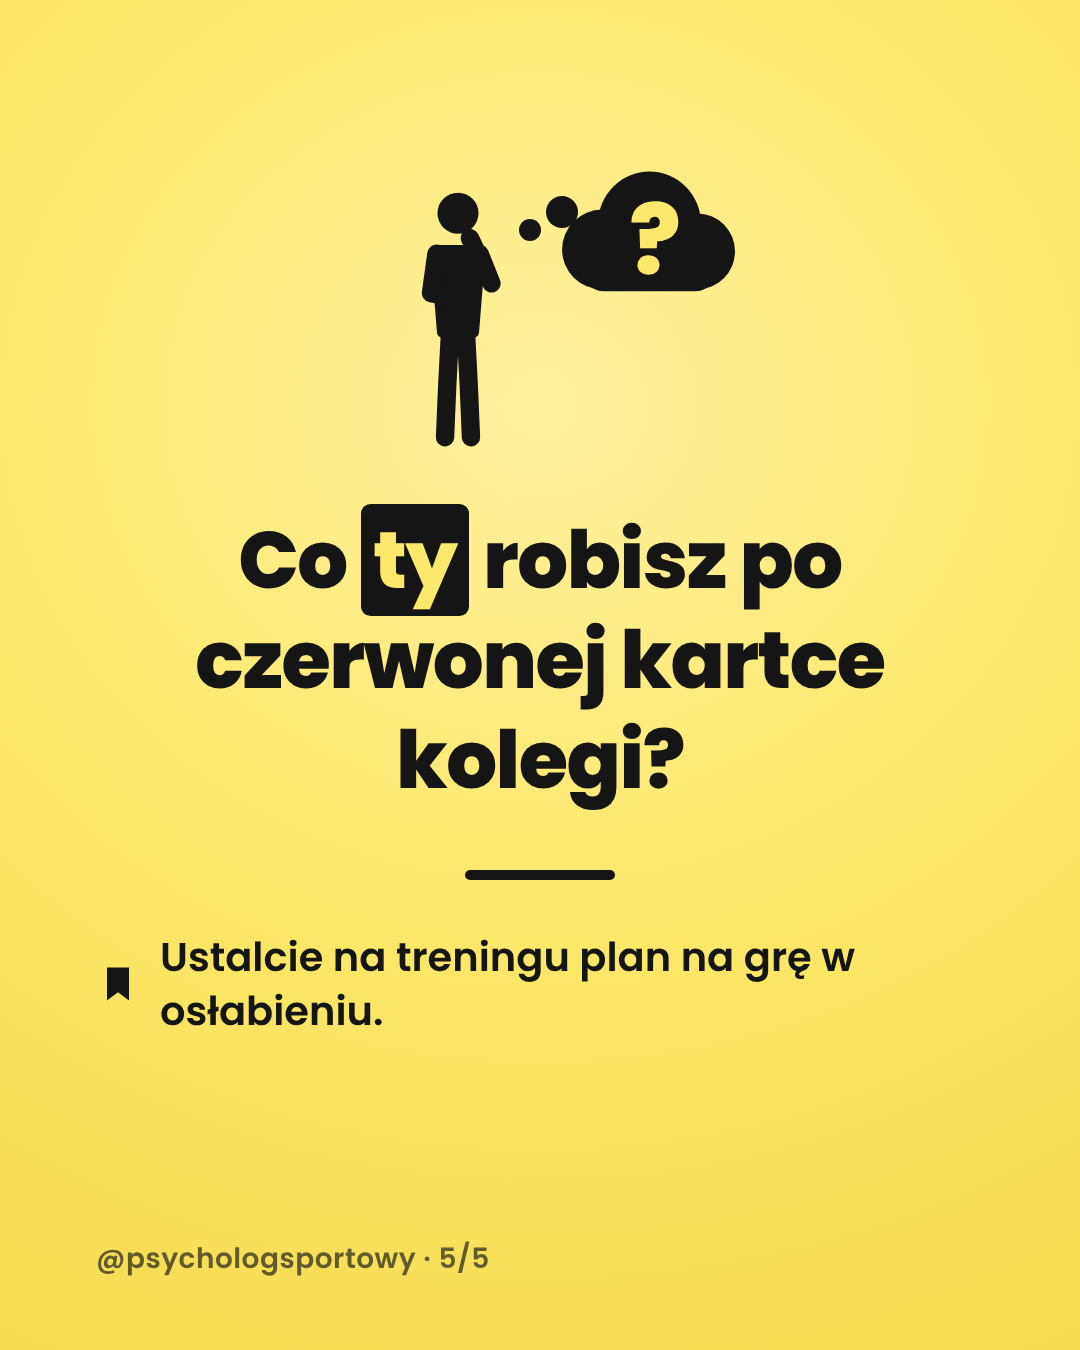 ?
Co ty robisz po
czerwonej kartce
kolegi?
Ustalcie na treningu plan na grę w
osłabieniu.
@psychologsportowy · 5/5